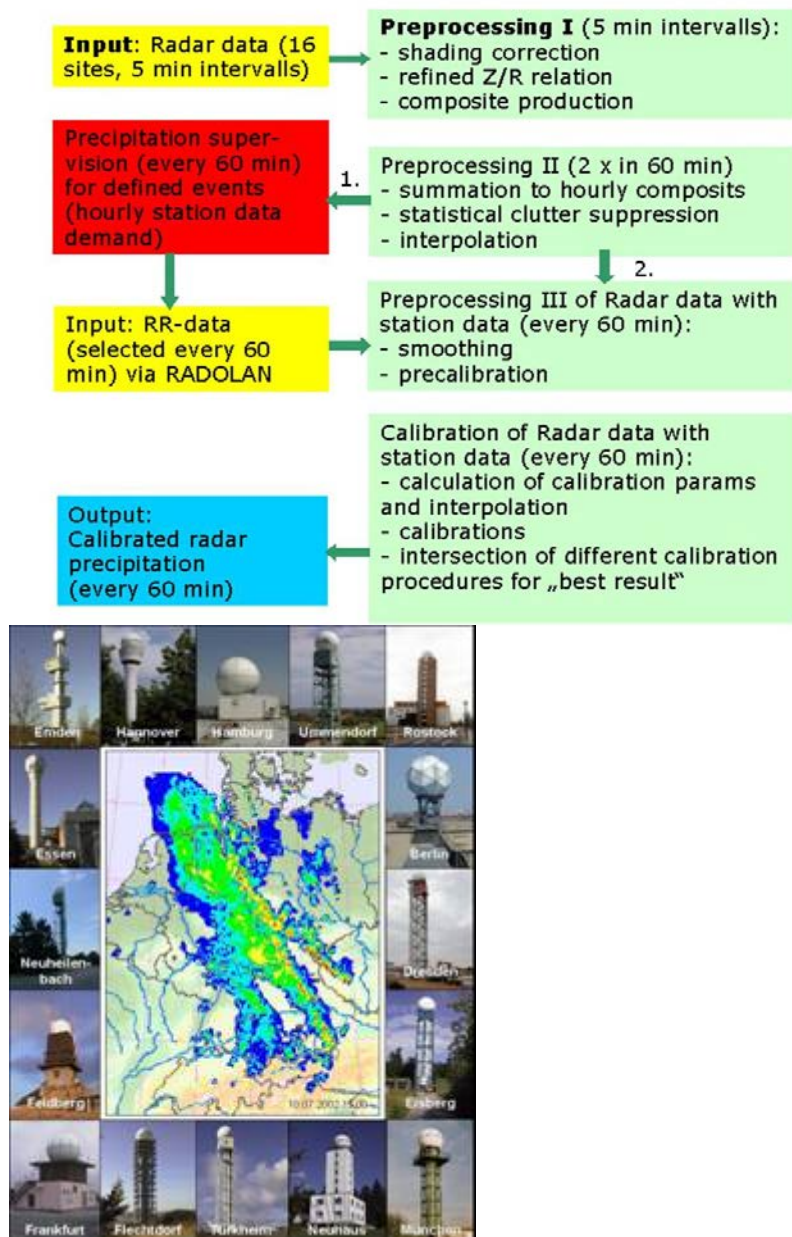 Input: Radar data (16
sites, 5 min intervalls)
Preprocessing I (5 min intervalls):
- shading correction
- refined Z/R relation
- composite production
Precipitation super-
vision (every 60 min)
for defined events
(hourly station data
demand)
1.
Preprocessing II (2 x in 60 min)
- summation to hourly composits
- statistical clutter suppression
- interpolation
2.
Input: RR-data
(selected every 60
min) via RADOLAN
Preprocessing III of Radar data with
station data (every 60 min):
- smoothing
- precalibration
Calibration of Radar data with
station data (every 60 min):
- calculation of calibration params
and interpolation
- calibrations
- intersection of different calibration
procedures for „best result“
Output:
Calibrated radar
precipitation
(every 60 min)
Emden
Hannover
Hamburg
Ummendorf
Rostock
Essen
Berlin
Neuheilen-
bach
Dresden
Feldberg
Eisberg
10.07.2002 15:00
Frankfurt
Flechtdorf
Türkheim
Neuhaus
München